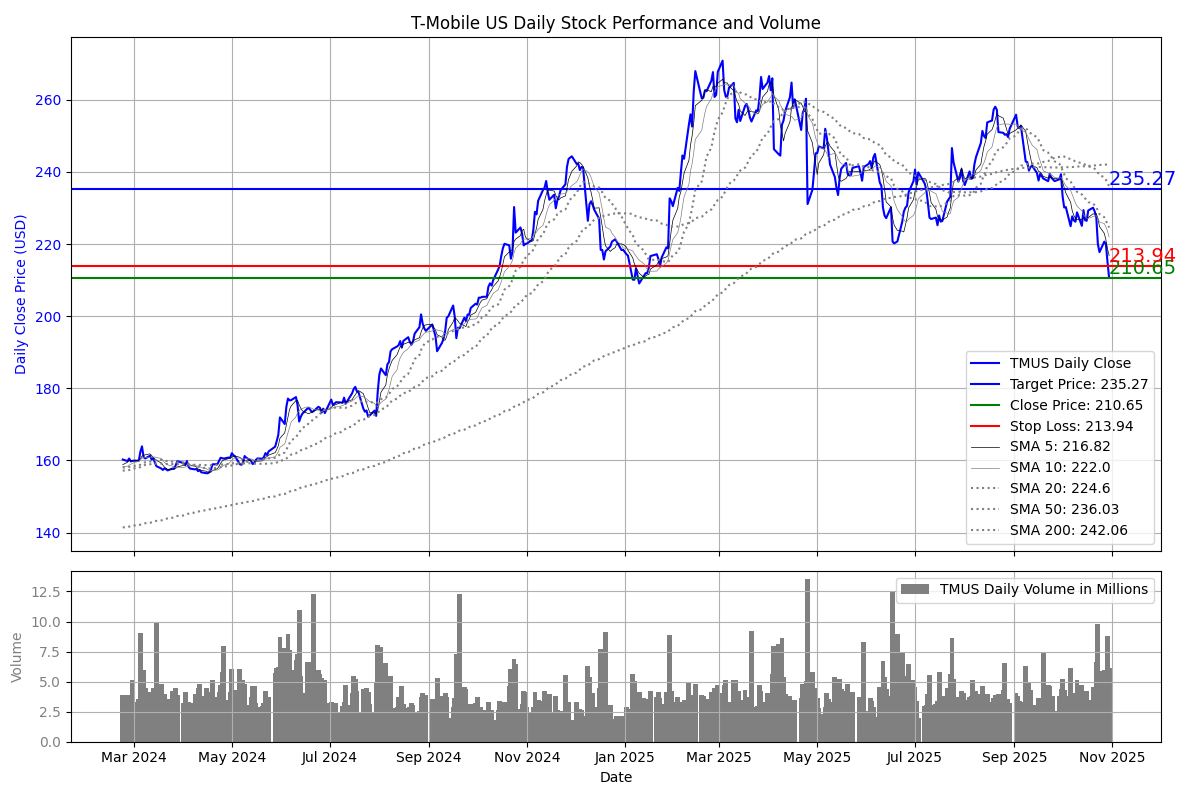 T-Mobile US Daily Stock Performance and Volume
Daily Close Price (USD)
260
240
220
200
180
160
140
235.27
213.94
210.65
TMUS Daily Close
Target Price: 235.27
Close Price: 210.65
Stop Loss: 213.94
SMA 5: 216.82
SMA 10: 222.0
SMA 20: 224.6
SMA 50: 236.03
SMA 200: 242.06
Volume
12.5
10.0
7.5
5.0
2.5
0.0
TMUS Daily Volume in Millions
Mar 2024 May 2024 Jul 2024 Sep 2024 Nov 2024 Jan 2025 Mar 2025 May 2025 Jul 2025 Sep 2025 Nov 2025
Date